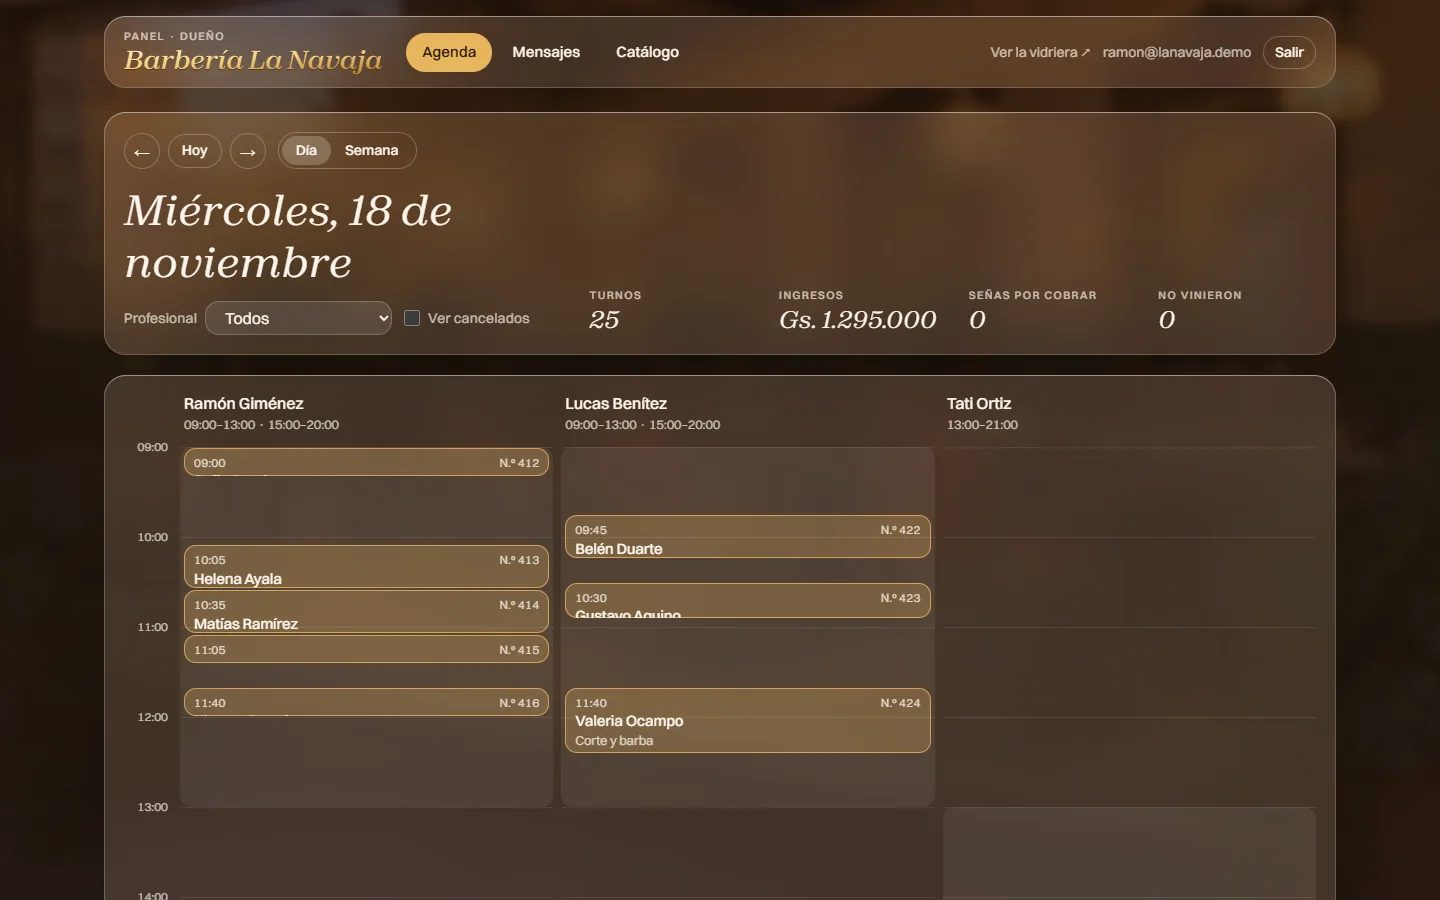 PANEL · DUEÑO
Barbería La Navaja
Agenda
Mensajes
Catálogo
Ver la vidriera ↗
ramon@lanavaja.demo
Salir
←
Hoy
→
Día
Semana
Miércoles, 18 de
noviembre
Profesional
Todos
Ver cancelados
TURNOS
25
INGRESOS
Gs. 1.295.000
SEÑAS POR COBRAR
0
NO VINIERON
0
Ramón Giménez
09:00–13:00 · 15:00–20:00
Lucas Benítez
09:00–13:00 · 15:00–20:00
Tati Ortiz
13:00–21:00
09:00
09:00 N.º 412
09:45 N.º 422
Belén Duarte
10:00
10:05 N.º 413
Helena Ayala
10:30 N.º 423
Gustavo Aquino
10:35 N.º 414
Matías Ramírez
11:00
11:05 N.º 415
11:40 N.º 416
11:40 N.º 424
Valeria Ocampo
Corte y barba
12:00
13:00
14:00